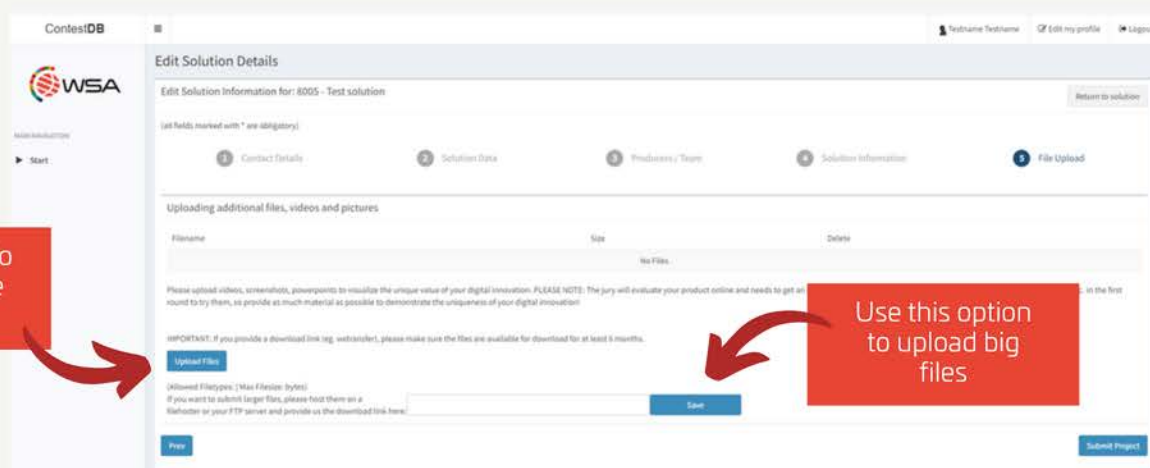 ContestDB
Testname Testname
Edit my profile
Logou
WSA
Edit Solution Details
Edit Solution Information for: 8005 - Test solution
Return to solution
(all fields marked with * are obligatory)
MAIN NAVIGATION
Start
1 Contact Details
2 Solution Data
3 Producers / Team
4 Solution Information
5 File Upload
Uploading additional files, videos and pictures
Filename
Size
Delete
No Files.
Please upload videos, screenshots, powerpoints to visualize the unique value of your digital innovation. PLEASE NOTE: The jury will evaluate your product online and needs to get an
in the first
round to try them, so provide as much material as possible to demonstrate the uniqueness of your digital innovation!
Use this option
to upload big
files
IMPORTANT: If you provide a download link (eg. wetransfer), please make sure the files are available for download for at least 6 months.
Upload Files
(Allowed Filetypes: | Max Filesize: bytes)
If you want to submit larger files, please host them on a
filehoster or your FTP server and provide us the download link here:
Save
Prev
Submit Project